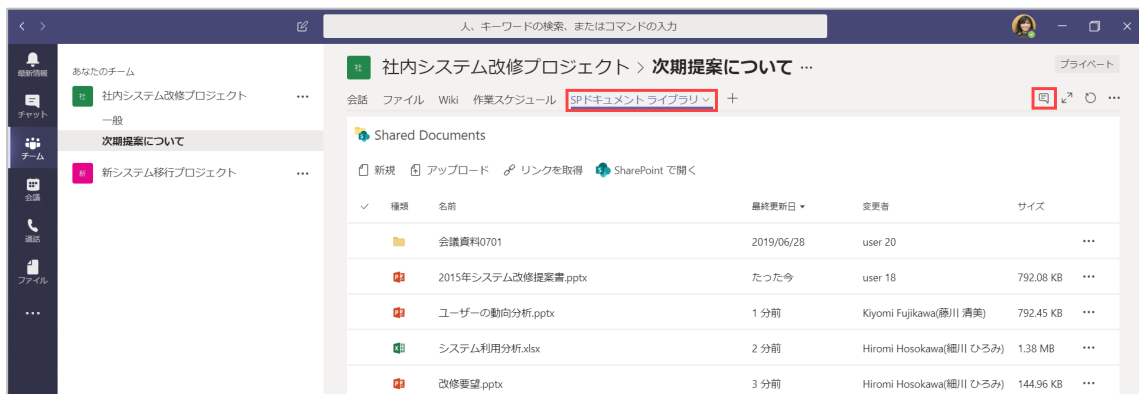 人、キーワードの検索、またはコマンドの入力
最新情報
チャット
チーム
会議
通話
ファイル
あなたのチーム
社 社内システム改修プロジェクト
一般
次期提案について
新 新システム移行プロジェクト
社 社内システム改修プロジェクト > 次期提案について
プライベート
会話 ファイル Wiki 作業スケジュール SPドキュメント ライブラリ
Shared Documents
新規 アップロード リンクを取得 SharePoint で開く
種類 名前 最終更新日 変更者 サイズ
会議資料0701 2019/06/28 user 20
2015年システム改修提案書.pptx たった今 user 18 792.08 KB
ユーザーの動向分析.pptx 1 分前 Kiyomi Fujikawa(藤川 清美) 792.45 KB
システム利用分析.xlsx 2 分前 Hiromi Hosokawa(細川 ひろみ) 1.38 MB
改修要望.pptx 3 分前 Hiromi Hosokawa(細川 ひろみ) 144.96 KB